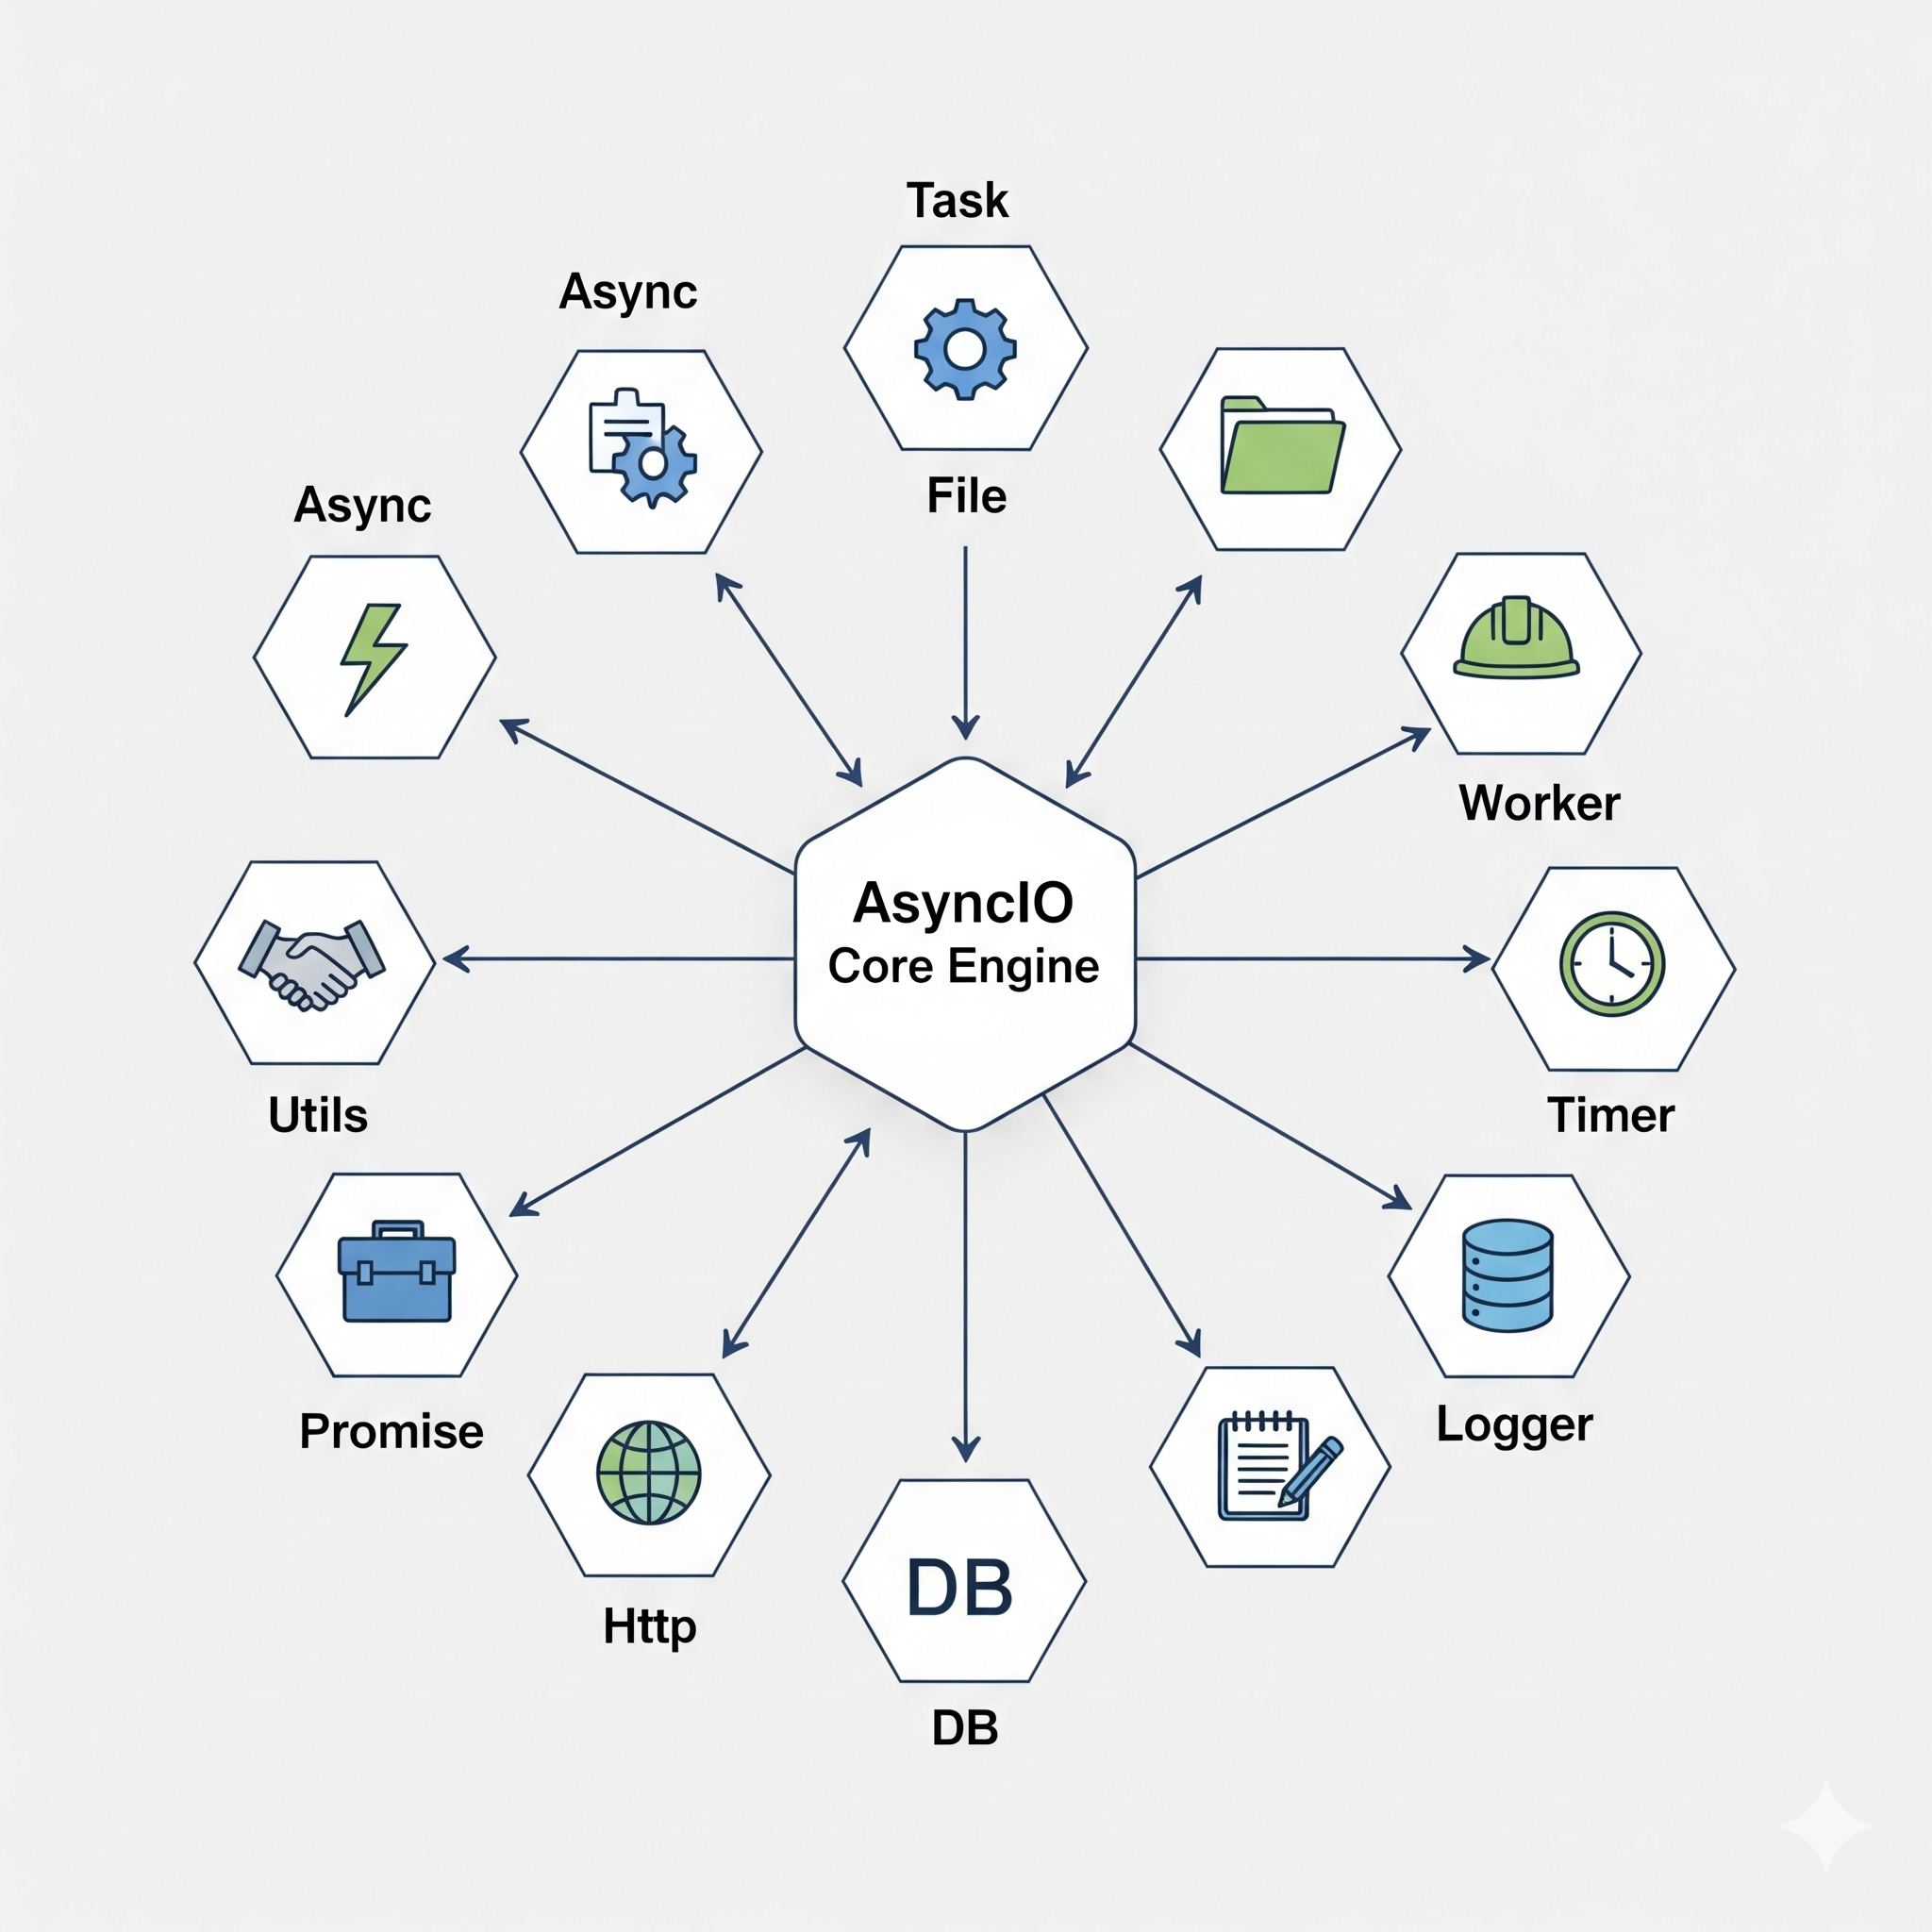 Task
Async
File
Async
Worker
AsyncIO
Core Engine
Utils
Timer
Promise
Logger
Http
DB
DB